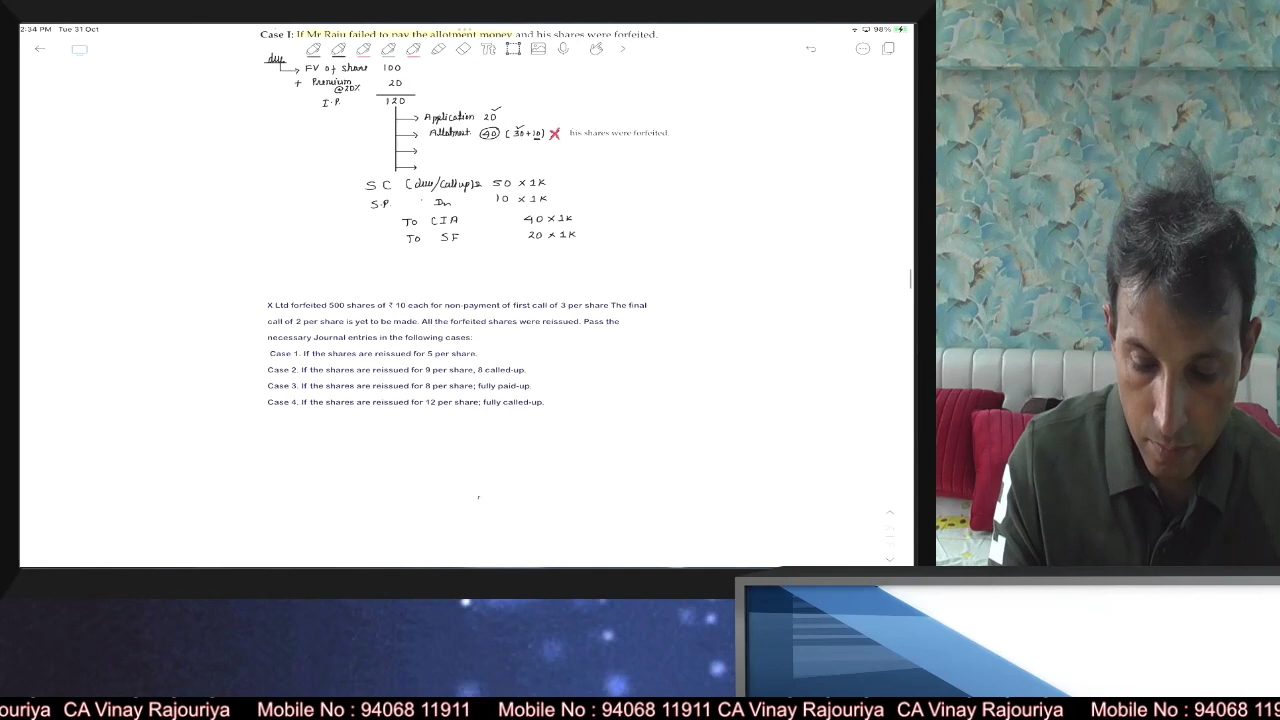 2:34 PM Tue 31 Oct
98%
Case I: If Mr Raju failed to pay the allotment money and his shares were forfeited.
due
FV of share 100
+ Premium 20
@20%
I.P. 120
Application 20
Allotment 40 (30+10) his shares were forfeited.
SC (due/Callup) 50 × 1K
S.P. Dr 10 × 1K
To CIA 40 × 1K
To SF 20 × 1K
X Ltd forfeited 500 shares of ₹ 10 each for non-payment of first call of 3 per share The final
call of 2 per share is yet to be made. All the forfeited shares were reissued. Pass the
necessary Journal entries in the following cases:
Case 1. If the shares are reissued for 5 per share.
Case 2. If the shares are reissued for 9 per share, 8 called-up.
Case 3. If the shares are reissued for 8 per share; fully paid-up.
Case 4. If the shares are reissued for 12 per share; fully called-up.
ouriya CA Vinay Rajouriya Mobile No : 94068 11911 Mobile No : 94068 11911 CA Vinay Rajouriya CA Vinay Rajouriya Mobile No : 9